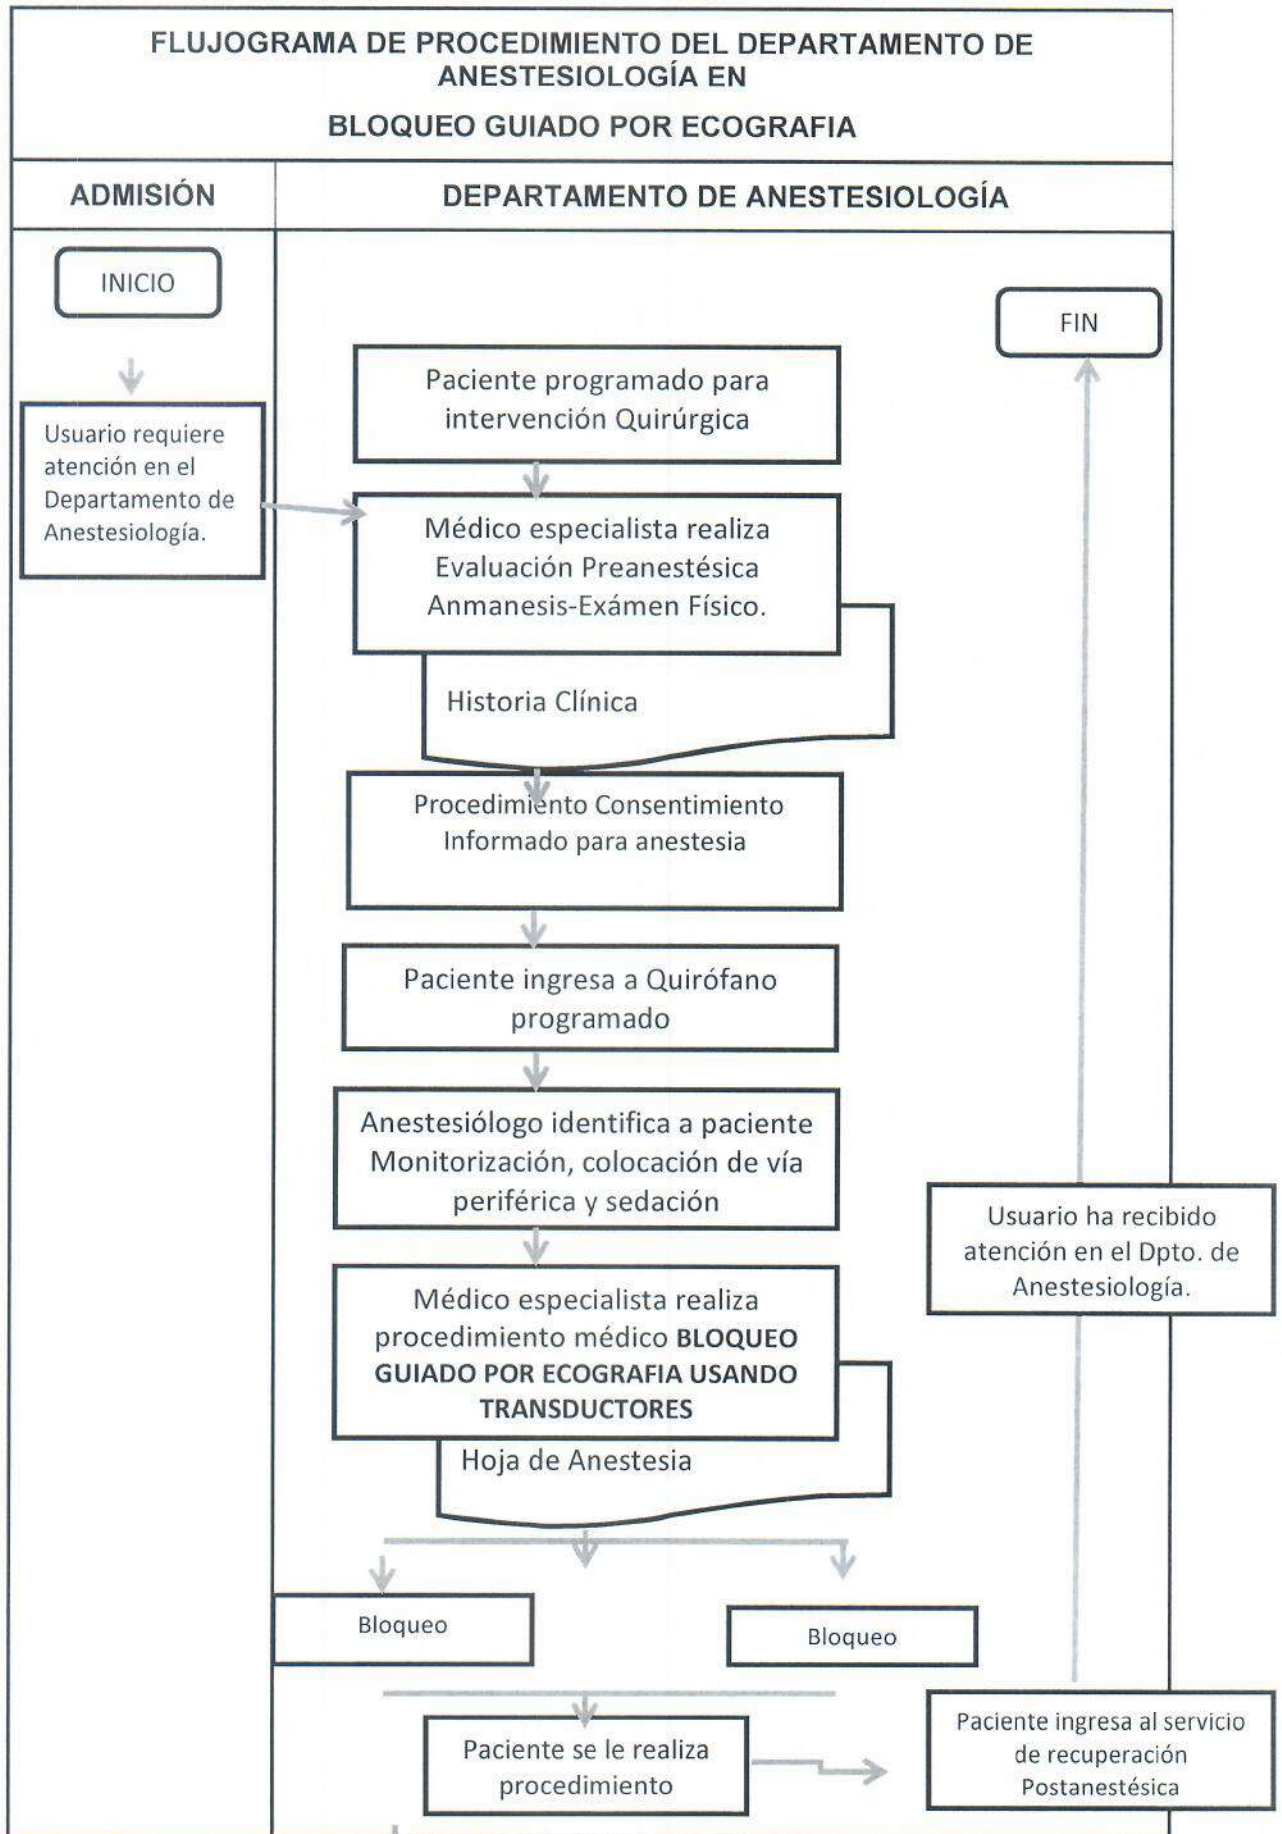 FLUJOGRAMA DE PROCEDIMIENTO DEL DEPARTAMENTO DE
ANESTESIOLOGÍA EN
BLOQUEO GUIADO POR ECOGRAFIA
ADMISIÓN
DEPARTAMENTO DE ANESTESIOLOGÍA
INICIO
FIN
Usuario requiere
atención en el
Departamento de
Anestesiología.
Paciente programado para
intervención Quirúrgica
Médico especialista realiza
Evaluación Preanestésica
Anmanesis-Exámen Físico.
Historia Clínica
Procedimiento Consentimiento
Informado para anestesia
Paciente ingresa a Quirófano
programado
Anestesiólogo identifica a paciente
Monitorización, colocación de vía
periférica y sedación
Médico especialista realiza
procedimiento médico BLOQUEO
GUIADO POR ECOGRAFIA USANDO
TRANSDUCTORES
Hoja de Anestesia
Bloqueo
Bloqueo
Paciente se le realiza
procedimiento
Paciente ingresa al servicio
de recuperación
Postanestésica
Usuario ha recibido
atención en el Dpto. de
Anestesiología.